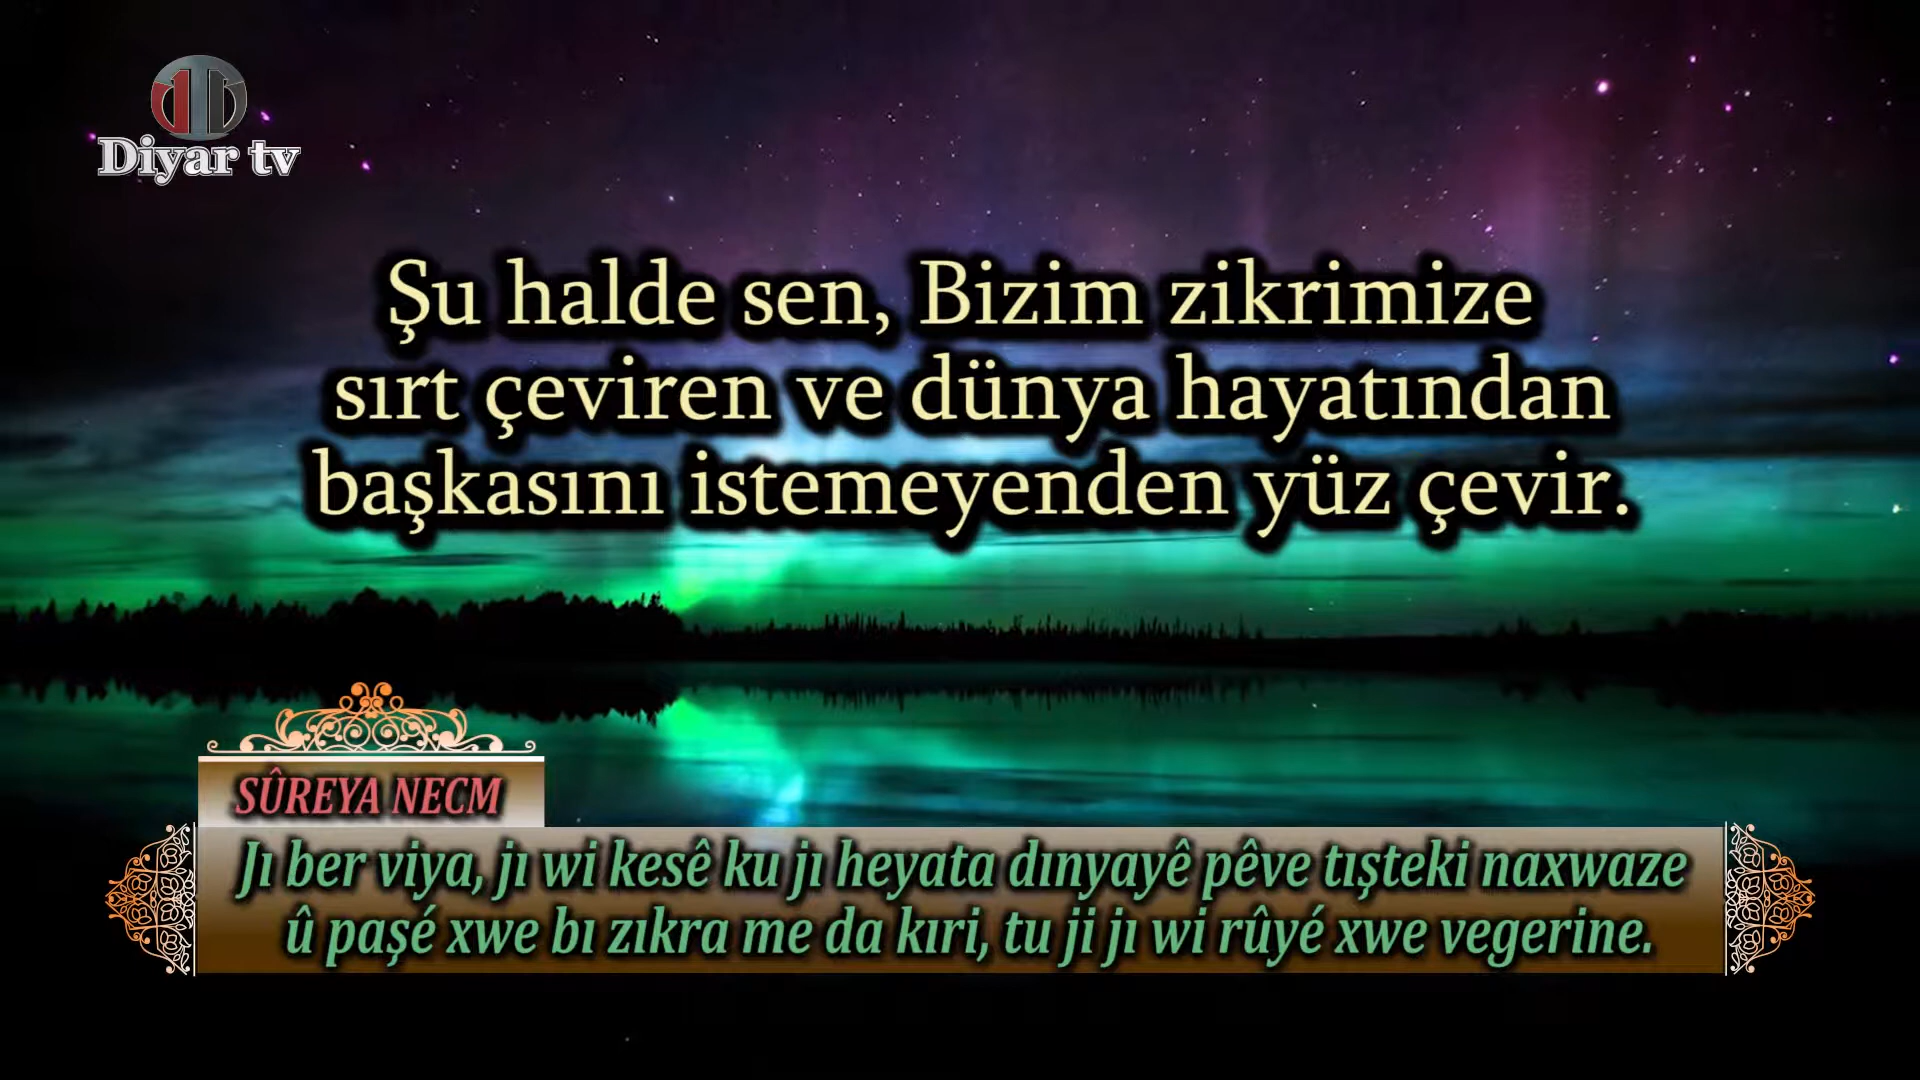 Diyar tv
Şu halde sen, Bizim zikrimize
sırt çeviren ve dünya hayatından
başkasını istemeyenden yüz çevir.
SÛREYA NECM
Jı ber viya, jı wi kesê ku jı heyata dınyayê pêve tışteki naxwaze
û paşé xwe bı zıkra me da kıri, tu ji jı wi rûyé xwe vegerine.